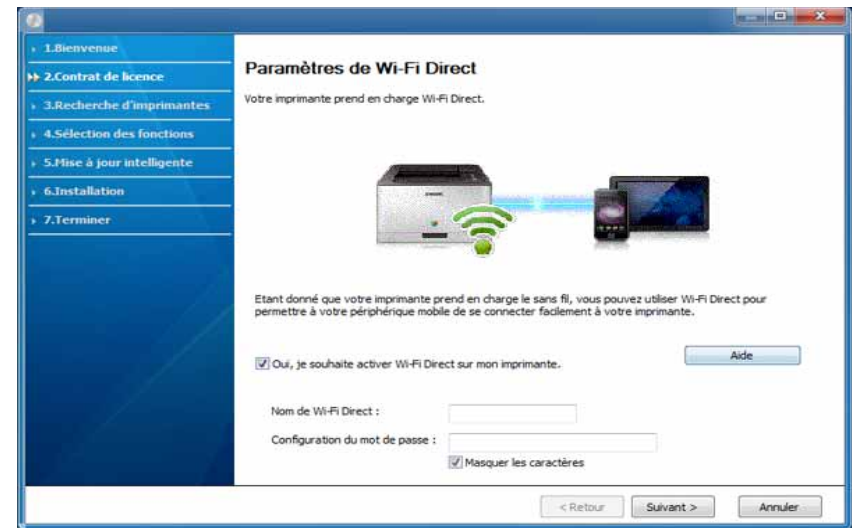 1.Bienvenue
2.Contrat de licence
3.Recherche d'imprimantes
4.Sélection des fonctions
5.Mise à jour intelligente
6.Installation
7.Terminer
Paramètres de Wi-Fi Direct
Votre imprimante prend en charge Wi-Fi Direct.
Etant donné que votre imprimante prend en charge le sans fil, vous pouvez utiliser Wi-Fi Direct pour
permettre à votre périphérique mobile de se connecter facilement à votre imprimante.
Oui, je souhaite activer Wi-Fi Direct sur mon imprimante.
Aide
Nom de Wi-Fi Direct :
Configuration du mot de passe :
Masquer les caractères
< Retour
Suivant >
Annuler